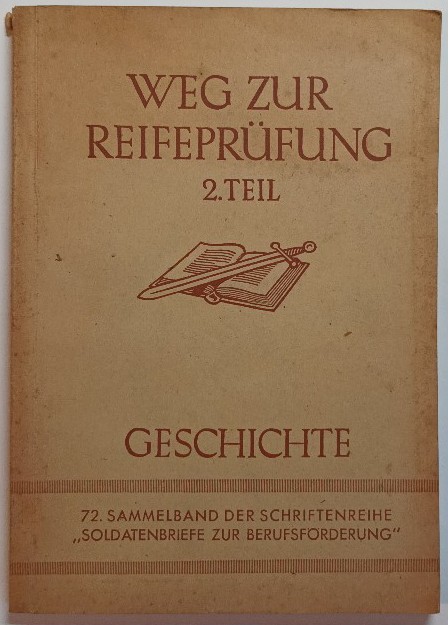 WEG ZUR
REIFEPRÜFUNG
2. TEIL
GESCHICHTE
72. SAMMELBAND DER SCHRIFTENREIHE
„SOLDATENBRIEFE ZUR BERUFSFÖRDERUNG"